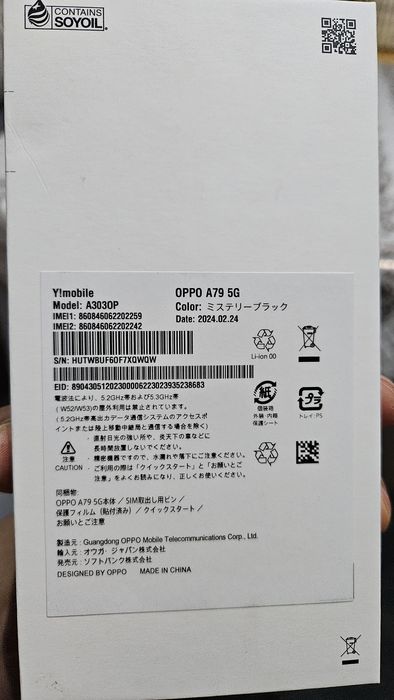 CONTAINS
SOYOIL
Y!mobile
OPPO A79 5G
Model: A303OP
Color: ミステリーブラック
IMEI1: 860846062202259
Date: 2024.02.24
IMEI2: 860846062202242
S/N: HUTWBUF6OF7XQWQW
Li-ion 00
EID: 89043051202300006223023935238683
電波法により、5.2GHz帯および5.3GHz帯
(W52/W53)の屋外利用は禁止されています。
(5.2GHz帯高出力データ通信システムのアクセスポ
イントまたは陸上移動中継局と通信する場合を除く)
紙
個装箱
外装・内箱
保護シート
プラ
トレイ: PS
注意
CAUTION
・直射日光の強い所や、炎天下の車などに
長時間放置しないでください。
・精密機器ですので、水濡れや落下にご注意ください。
・ご利用の際は「クイックスタート」と「お願いとご
注意」をよくお読みになり、正しくお使いください。
同梱物:
OPPO A79 5G本体 / SIM取出し用ピン /
保護フィルム（貼付済み）/ クイックスタート /
お願いとご注意
製造元 : Guangdong OPPO Mobile Telecommunications Corp., Ltd.
輸入元 : オウガ・ジャパン株式会社
発売元 : ソフトバンク株式会社
DESIGNED BY OPPO MADE IN CHINA